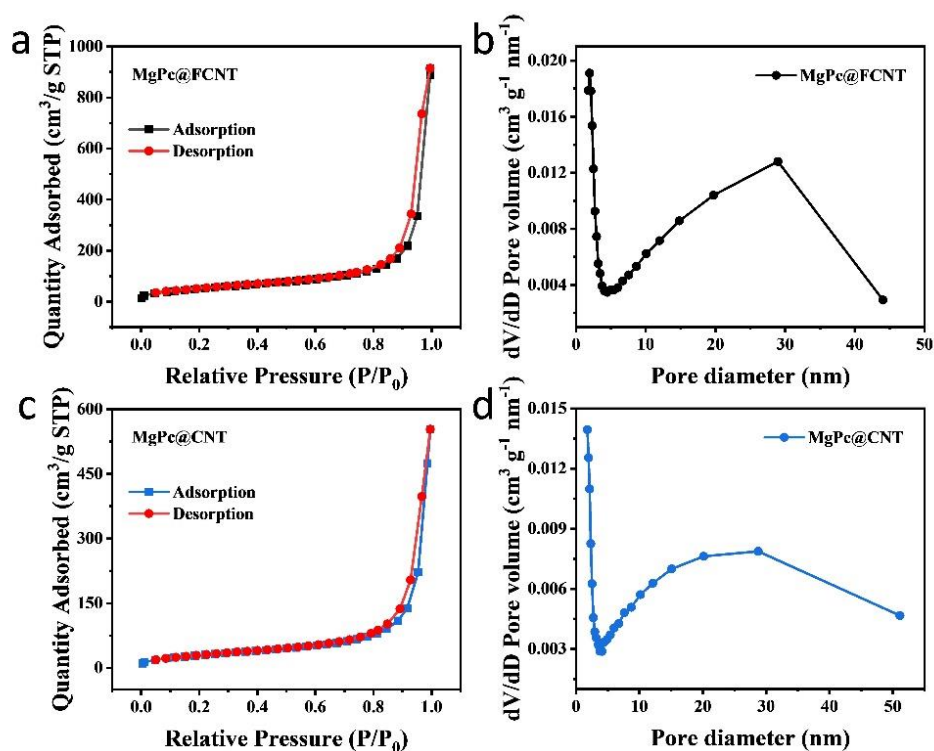 a
MgPc@FCNT
Adsorption
Desorption
Quantity Adsorbed (cm³/g STP)
1000
800
600
400
200
0
0.0 0.2 0.4 0.6 0.8 1.0
Relative Pressure (P/P₀)
b
MgPc@FCNT
dV/dD Pore volume (cm³ g⁻¹ nm⁻¹)
0.020
0.016
0.012
0.008
0.004
0 10 20 30 40 50
Pore diameter (nm)
c
MgPc@CNT
Adsorption
Desorption
Quantity Adsorbed (cm³/g STP)
600
450
300
150
0
0.0 0.2 0.4 0.6 0.8 1.0
Relative Pressure (P/P₀)
d
MgPc@CNT
dV/dD Pore volume (cm³ g⁻¹ nm⁻¹)
0.015
0.012
0.009
0.006
0.003
0 10 20 30 40 50
Pore diameter (nm)